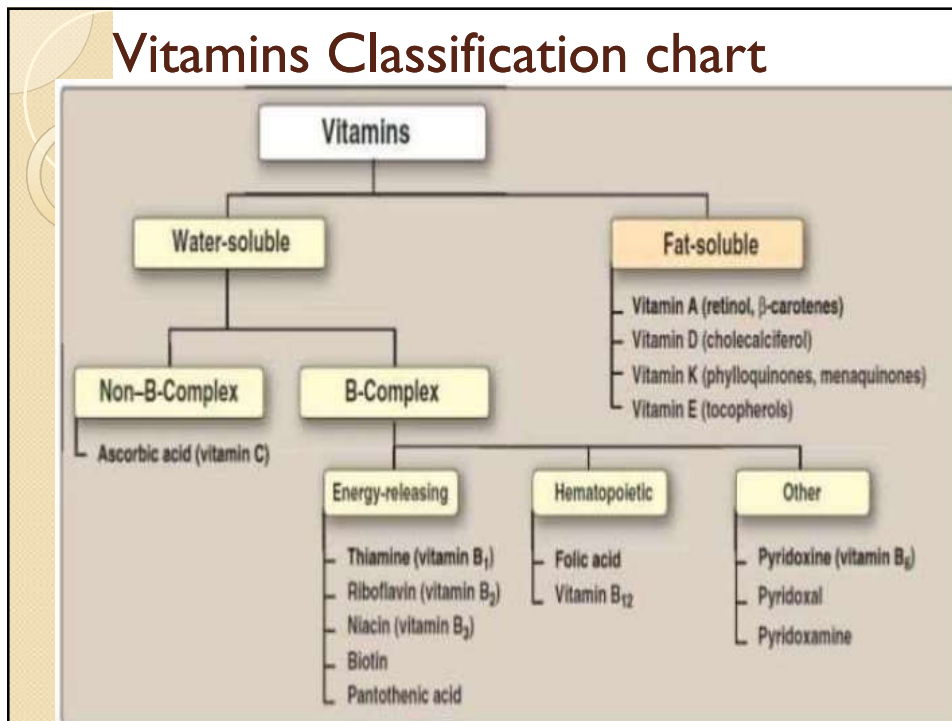 Vitamins Classification chart
Vitamins
Water-soluble
Fat-soluble
Vitamin A (retinol, β-carotenes)
Vitamin D (cholecalciferol)
Vitamin K (phylloquinones, menaquinones)
Vitamin E (tocopherols)
Non–B-Complex
B-Complex
Ascorbic acid (vitamin C)
Energy-releasing
Hematopoietic
Other
Thiamine (vitamin B₁)
Riboflavin (vitamin B₂)
Niacin (vitamin B₃)
Biotin
Pantothenic acid
Folic acid
Vitamin B₁₂
Pyridoxine (vitamin B₆)
Pyridoxal
Pyridoxamine